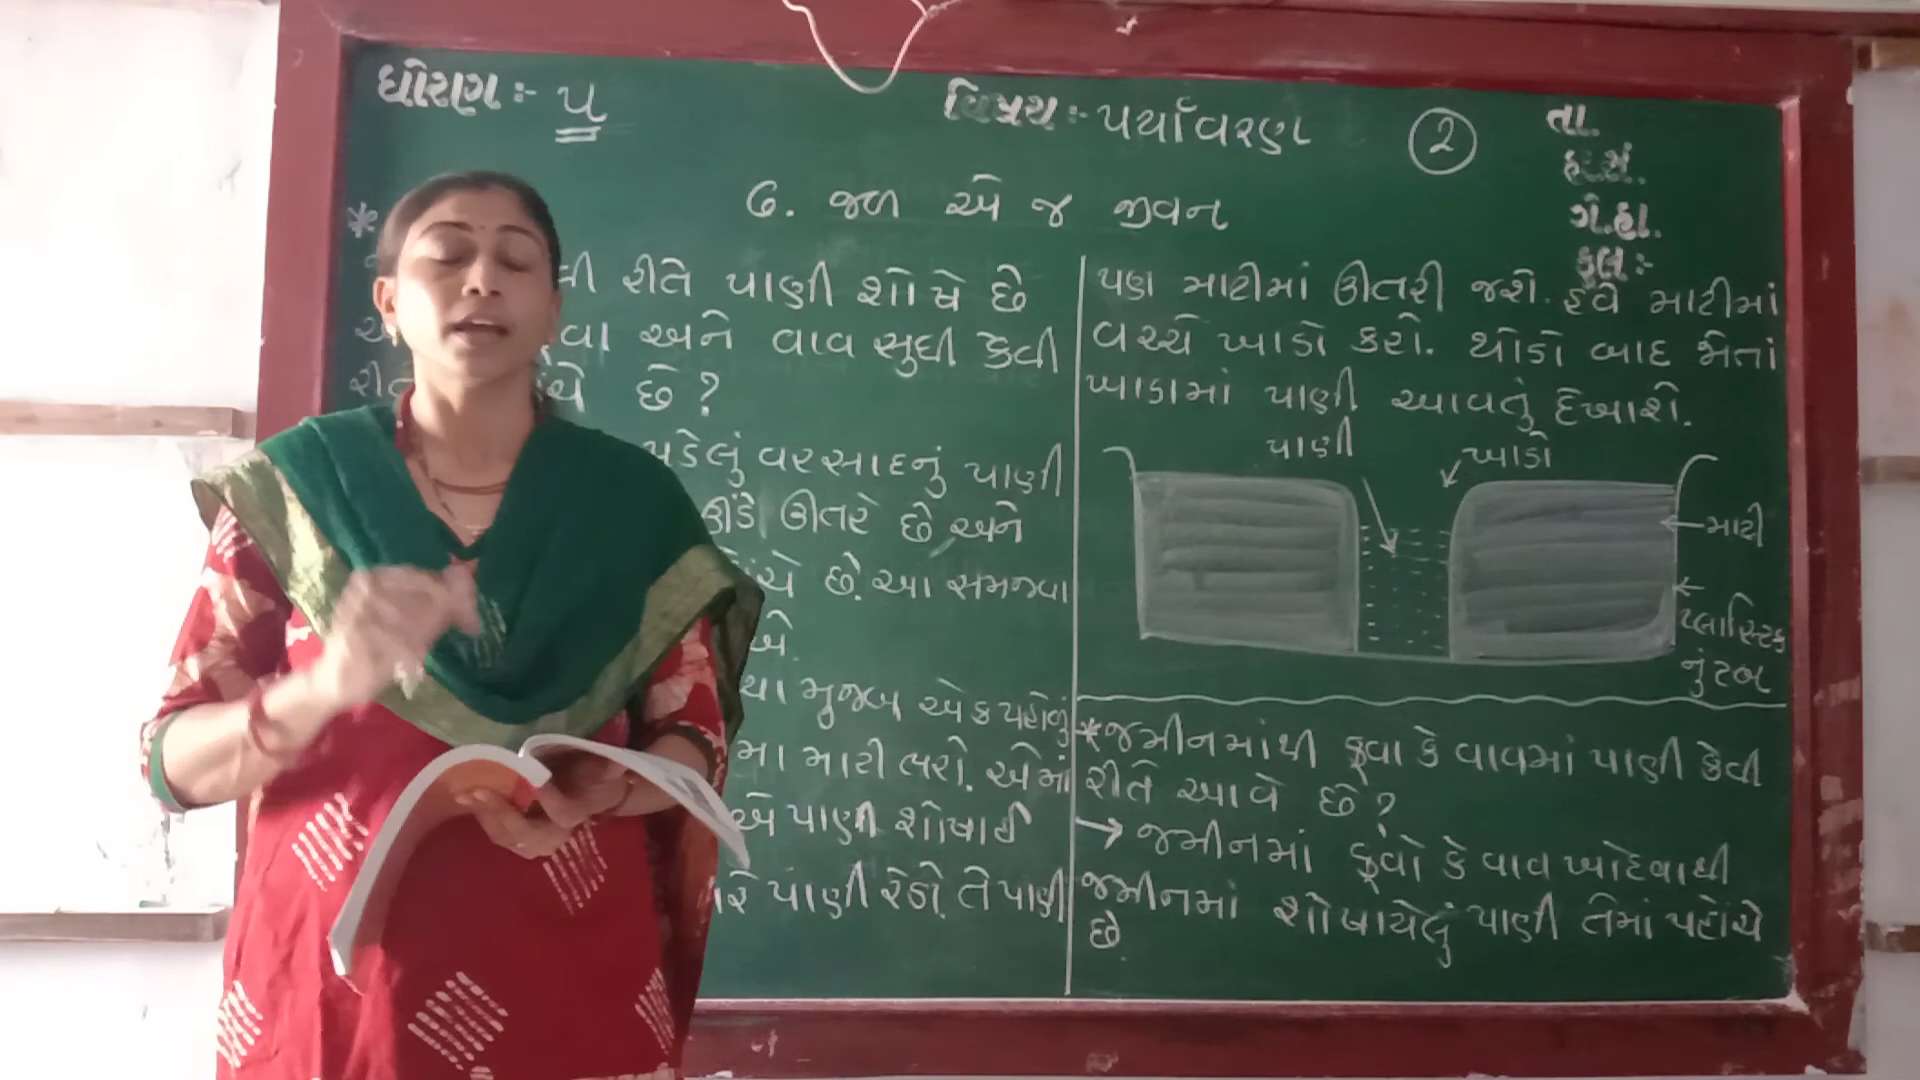 ધોરણ :- ૫
વિષય :- પર્યાવરણ
૨
તા.
હા.સં.
ગે.હા.
કુલ :-
૬. જળ એ જ જીવન
*
રીતે પાણી શોષે છે
અને વાવ સુધી કેવી
છે ?
પડેલું વરસાદનું પાણી
ઊંડે ઊતરે છે અને
છે. આ સમજવા
મુજબ એક પહોળું
માટી ભરો. એમાં
એ પાણી શોષાઈ
પાણી રેડો. તે પાણી
પણ માટીમાં ઊતરી જશે. હવે માટીમાં
વચ્ચે ખાડો કરો. થોડો બાદ જોતાં
ખાડામાં પાણી આવતું દેખાશે.
પાણી
ખાડો
માટી
પ્લાસ્ટિક
નું ટબ
* જમીનમાંથી કૂવા કે વાવમાં પાણી કેવી
રીતે આવે છે ?
→ જમીનમાં કૂવો કે વાવ ખોદવાથી
જમીનમાં શોષાયેલું પાણી તેમાં પહોંચે
છે.